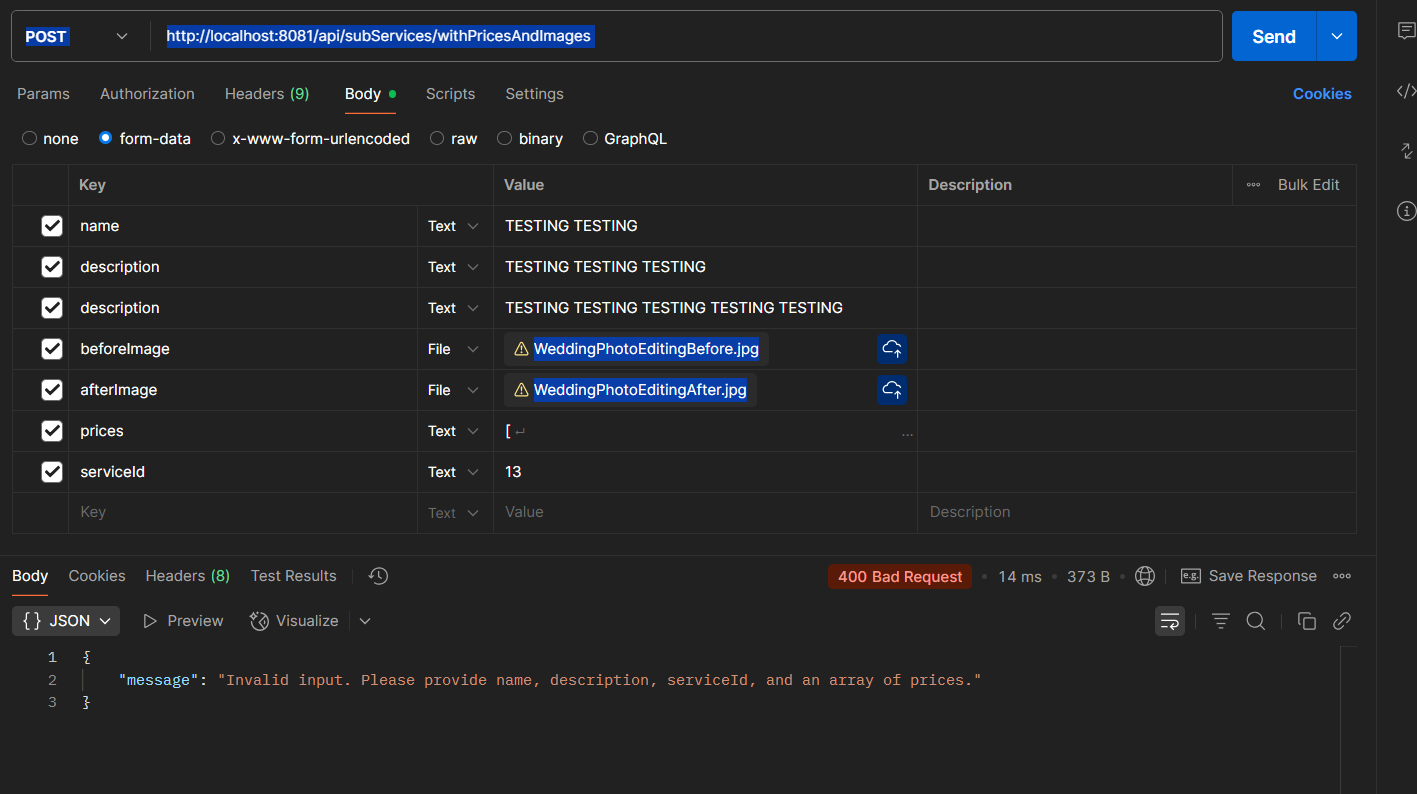 POST http://localhost:8081/api/subServices/withPricesAndImages Send
Params Authorization Headers (9) Body Scripts Settings Cookies
none form-data x-www-form-urlencoded raw binary GraphQL
Key Value Description ••• Bulk Edit
name Text TESTING TESTING
description Text TESTING TESTING TESTING
description Text TESTING TESTING TESTING TESTING TESTING
beforeImage File WeddingPhotoEditingBefore.jpg
afterImage File WeddingPhotoEditingAfter.jpg
prices Text [ ↵ ...
serviceId Text 13
Key Text Value Description
Body Cookies Headers (8) Test Results 400 Bad Request • 14 ms • 373 B • e.g. Save Response •••
{} JSON Preview Visualize
1 {
2 "message": "Invalid input. Please provide name, description, serviceId, and an array of prices."
3 }